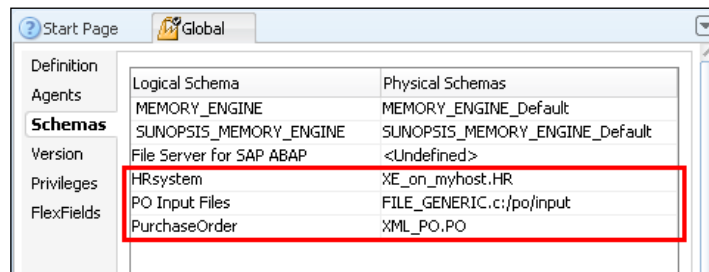 Start Page Global
Definition
Agents
Schemas
Version
Privileges
FlexFields
Logical Schema Physical Schemas
MEMORY_ENGINE MEMORY_ENGINE_Default
SUNOPSIS_MEMORY_ENGINE SUNOPSIS_MEMORY_ENGINE_Default
File Server for SAP ABAP <Undefined>
HRsystem XE_on_myhost.HR
PO Input Files FILE_GENERIC.c:/po/input
PurchaseOrder XML_PO.PO